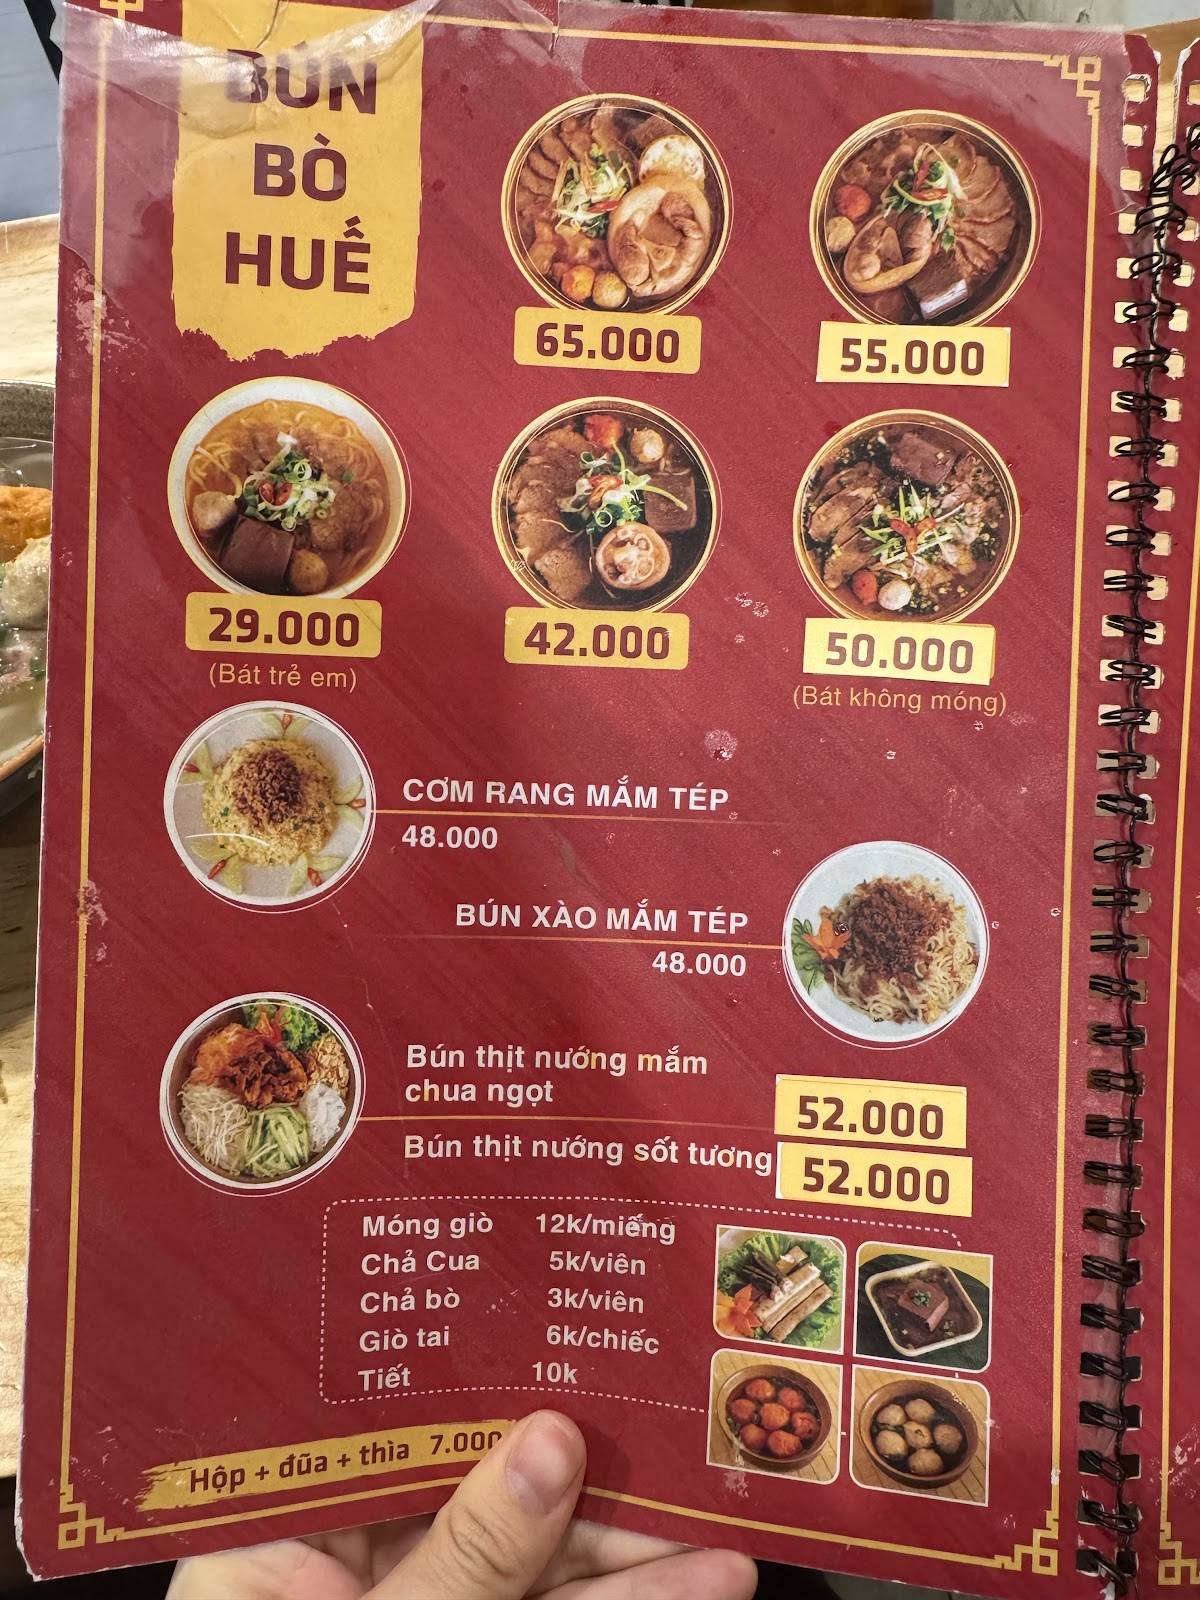 BÚN
BÒ
HUẾ
65.000
55.000
29.000
(Bát trẻ em)
42.000
50.000
(Bát không móng)
CƠM RANG MẮM TÉP
48.000
BÚN XÀO MẮM TÉP
48.000
Bún thịt nướng mắm
chua ngọt
52.000
Bún thịt nướng sốt tương
52.000
Móng giò 12k/miếng
Chả Cua 5k/viên
Chả bò 3k/viên
Giò tai 6k/chiếc
Tiết 10k
Hộp + đũa + thìa 7.000